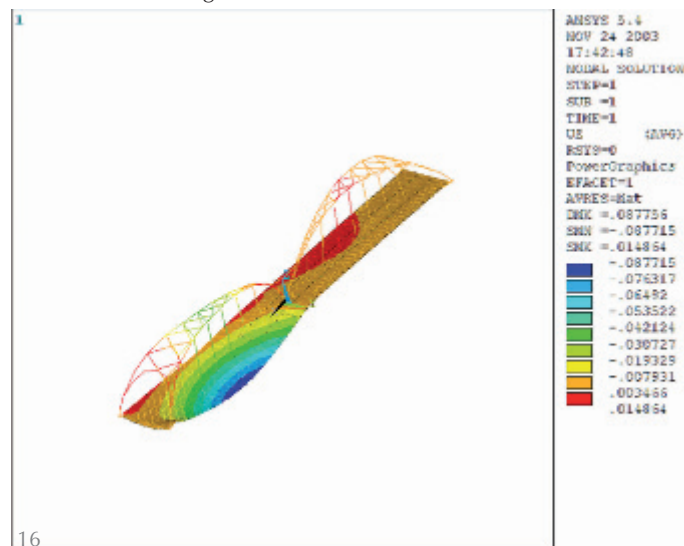 1
ANSYS 5.4
NOV 24 2003
17:42:48
NODAL SOLUTION
STEP=1
SUB =1
TIME=1
(AVG)
RSYS=0
PowerGraphics
EFACET=1
AVRES=Mat
DMX =.087756
SMN =-.087715
SMX =.014864
-.087715
-.076317
-.06492
-.053522
-.042124
-.030727
-.019329
-.007931
.003466
.014864
16